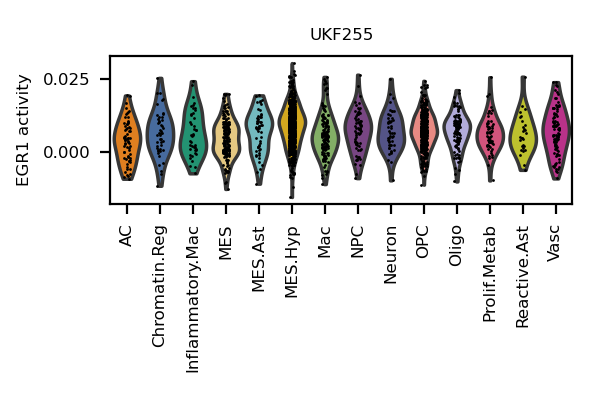 UKF255
EGR1 activity
0.025
0.000
AC
Chromatin.Reg
Inflammatory.Mac
MES
MES.Ast
MES.Hyp
Mac
NPC
Neuron
OPC
Oligo
Prolif.Metab
Reactive.Ast
Vasc